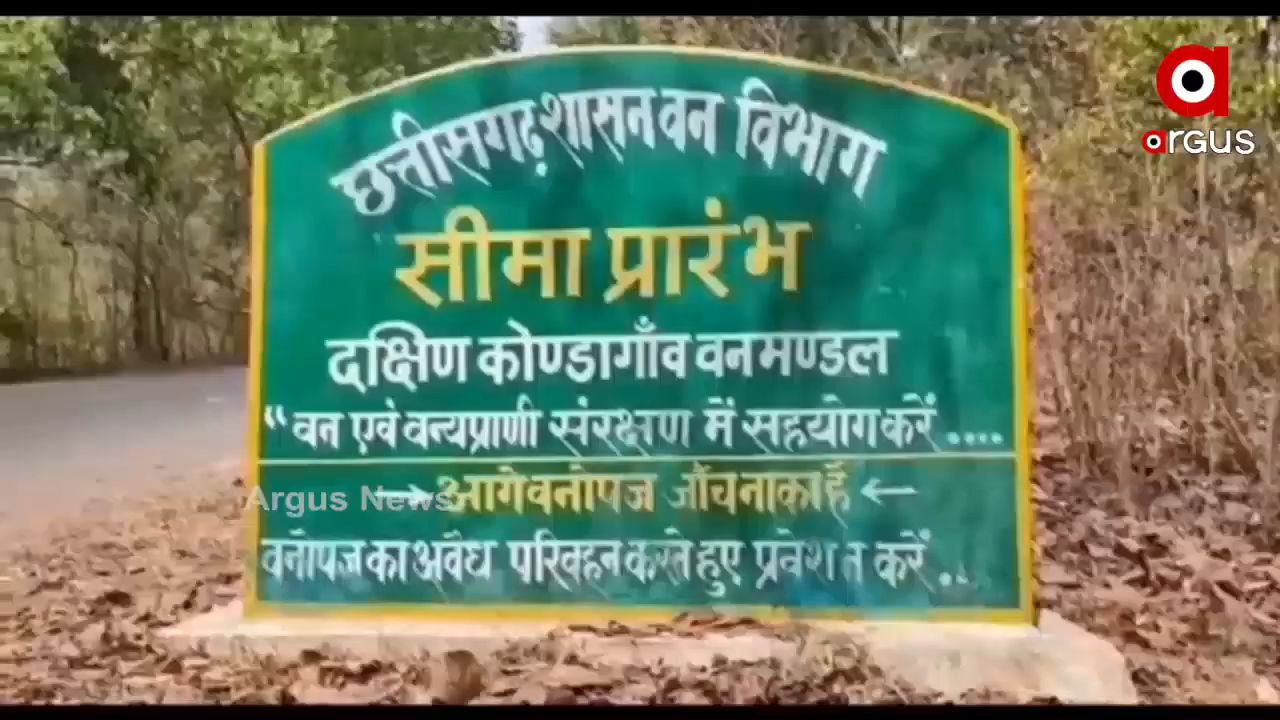 argus
छत्तीसगढ़ शासन वन विभाग
सीमा प्रारंभ
दक्षिण कोण्डागाँव वनमण्डल
“ वन एवं वन्यप्राणी संरक्षण में सहयोग करें ....
→ आगे वनोपज जाँच नाका है ←
Argus News
वनोपज का अवैध परिवहन करते हुए प्रवेश न करें ...